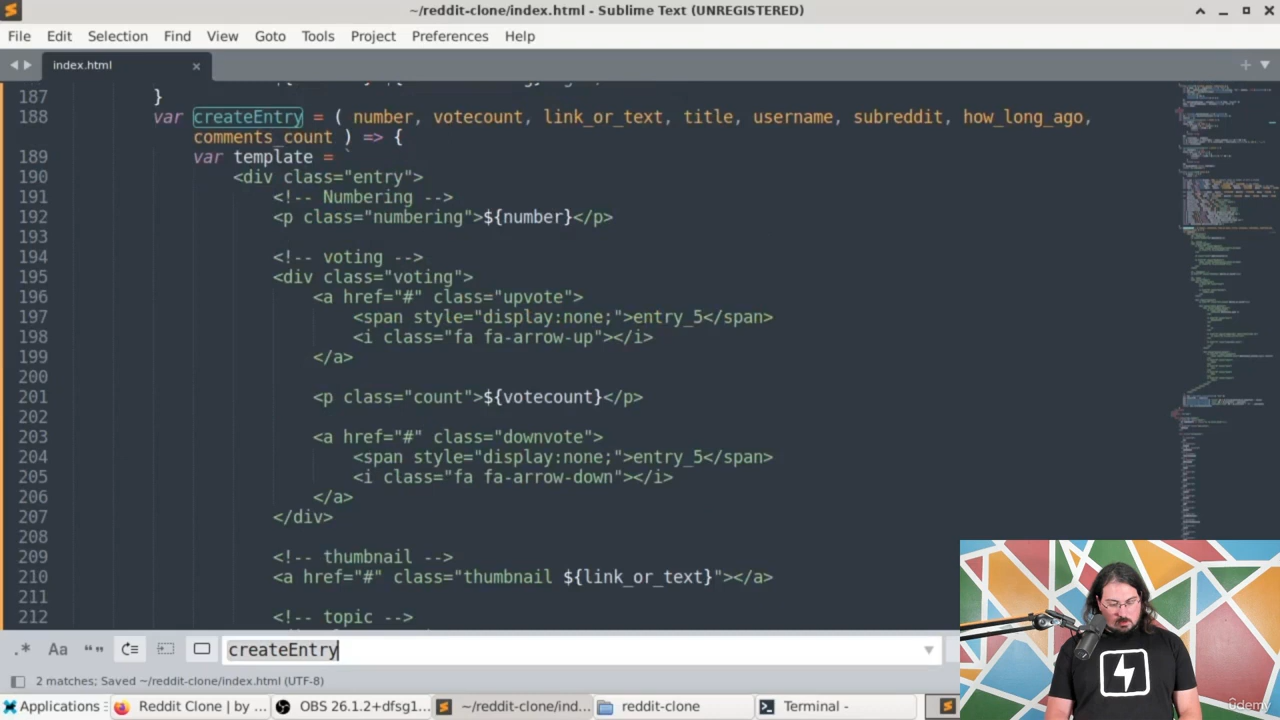 ~/reddit-clone/index.html - Sublime Text (UNREGISTERED)
File Edit Selection Find View Goto Tools Project Preferences Help
index.html
187 }
188 var createEntry = ( number, votecount, link_or_text, title, username, subreddit, how_long_ago,
comments_count ) => {
189 var template = `
190 <div class="entry">
191 <!-- Numbering -->
192 <p class="numbering">${number}</p>
193
194 <!-- voting -->
195 <div class="voting">
196 <a href="#" class="upvote">
197 <span style="display:none;">entry_5</span>
198 <i class="fa fa-arrow-up"></i>
199 </a>
200
201 <p class="count">${votecount}</p>
202
203 <a href="#" class="downvote">
204 <span style="display:none;">entry_5</span>
205 <i class="fa fa-arrow-down"></i>
206 </a>
207 </div>
208
209 <!-- thumbnail -->
210 <a href="#" class="thumbnail ${link_or_text}"></a>
211
212 <!-- topic -->
.* Aa “” createEntry
2 matches; Saved ~/reddit-clone/index.html (UTF-8)
Applications Reddit Clone | by ... OBS 26.1.2+dfsg1... ~/reddit-clone/ind... reddit-clone Terminal -
ûdemy